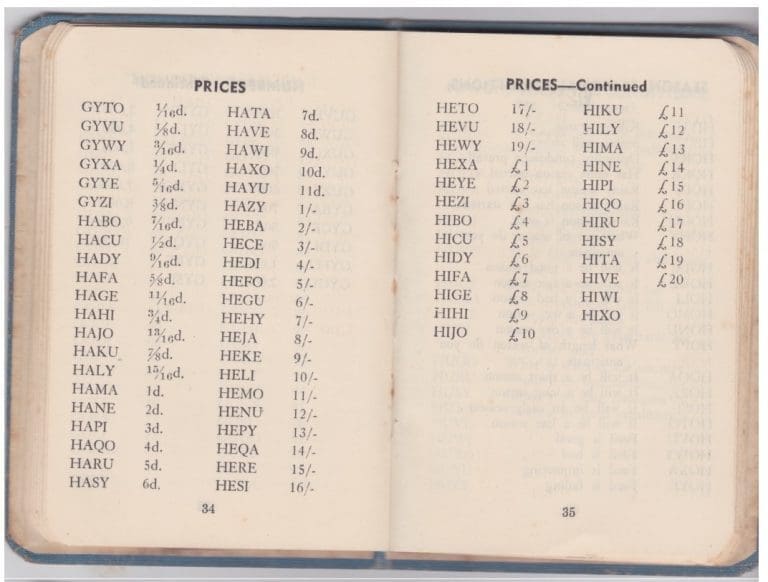 PRICES
GYTO 1/16d.
GYVU 1/8d.
GYWY 3/16d.
GYXA 1/4d.
GYYE 5/16d.
GYZI 3/8d.
HABO 7/16d.
HACU 1/2d.
HADY 9/16d.
HAFA 5/8d.
HAGE 11/16d.
HAHI 3/4d.
HAJO 13/16d.
HAKU 7/8d.
HALY 15/16d.
HAMA 1d.
HANE 2d.
HAPI 3d.
HAQO 4d.
HARU 5d.
HASY 6d.
HATA 7d.
HAVE 8d.
HAWI 9d.
HAXO 10d.
HAYU 11d.
HAZY 1/-
HEBA 2/-
HECE 3/-
HEDI 4/-
HEFO 5/-
HEGU 6/-
HEHY 7/-
HEJA 8/-
HEKE 9/-
HELI 10/-
HEMO 11/-
HENU 12/-
HEPY 13/-
HEQA 14/-
HERE 15/-
HESI 16/-
34
PRICES—Continued
HETO 17/-
HEVU 18/-
HEWY 19/-
HEXA £1
HEYE £2
HEZI £3
HIBO £4
HICU £5
HIDY £6
HIFA £7
HIGE £8
HIHI £9
HIJO £10
HIKU £11
HILY £12
HIMA £13
HINE £14
HIPI £15
HIQO £16
HIRU £17
HISY £18
HITA £19
HIVE £20
HIWI
HIXO
35